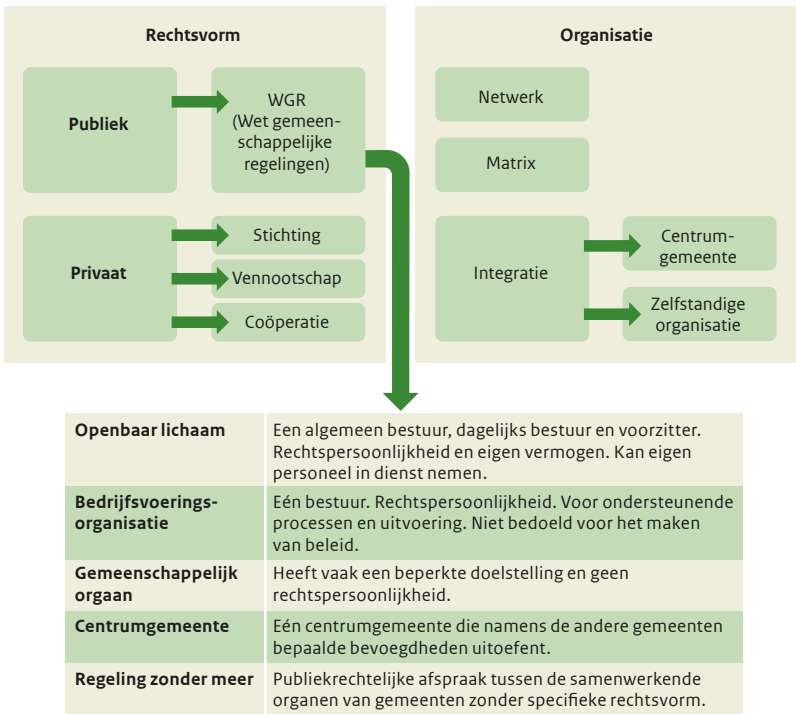 Rechtsvorm
Publiek
WGR
(Wet gemeen-
schappelijke
regelingen)
Privaat
Stichting
Vennootschap
Coöperatie
Organisatie
Netwerk
Matrix
Integratie
Centrum-
gemeente
Zelfstandige
organisatie
Openbaar lichaam
Een algemeen bestuur, dagelijks bestuur en voorzitter.
Rechtspersoonlijkheid en eigen vermogen. Kan eigen
personeel in dienst nemen.
Bedrijfsvoerings-
organisatie
Eén bestuur. Rechtspersoonlijkheid. Voor ondersteunende
processen en uitvoering. Niet bedoeld voor het maken
van beleid.
Gemeenschappelijk
orgaan
Heeft vaak een beperkte doelstelling en geen
rechtspersoonlijkheid.
Centrumgemeente
Eén centrumgemeente die namens de andere gemeenten
bepaalde bevoegdheden uitoefent.
Regeling zonder meer
Publiekrechtelijke afspraak tussen de samenwerkende
organen van gemeenten zonder specifieke rechtsvorm.